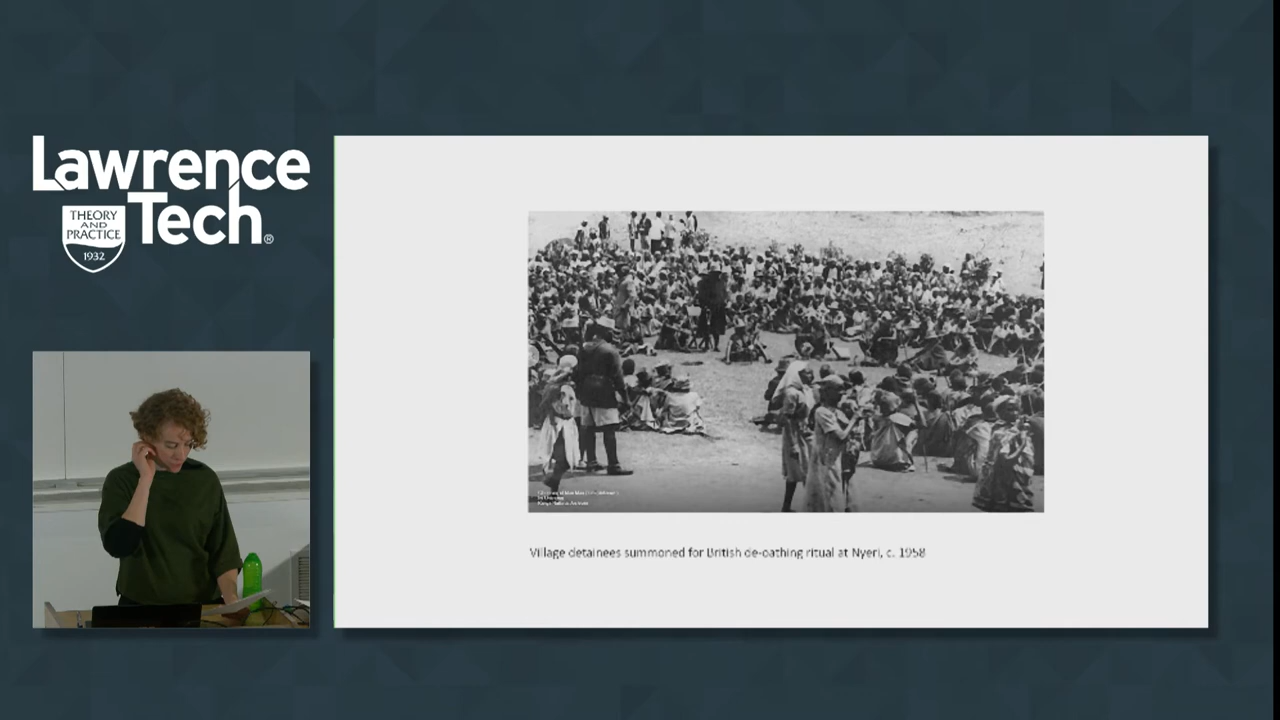 Lawrence
Tech®
THEORY
AND
PRACTICE
1932
Village detainees summoned for British de-oathing ritual at Nyeri, c. 1958